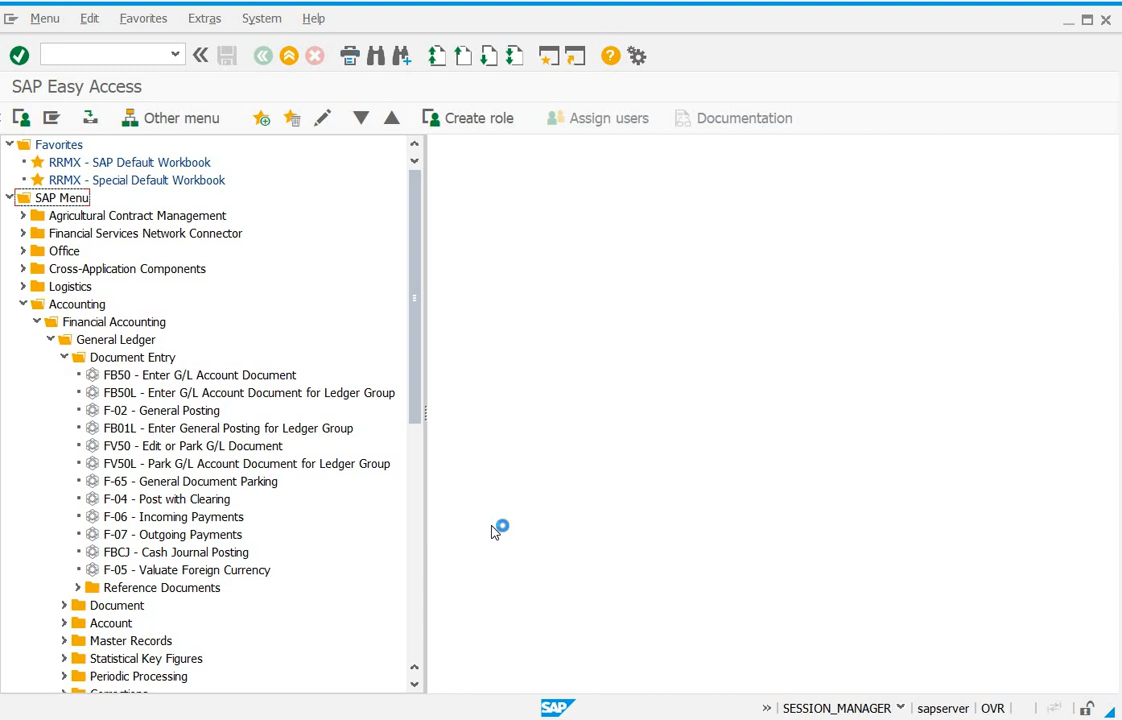 Menu Edit Favorites Extras System Help
SAP Easy Access
Other menu Create role Assign users Documentation
Favorites
RRMX - SAP Default Workbook
RRMX - Special Default Workbook
SAP Menu
Agricultural Contract Management
Financial Services Network Connector
Office
Cross-Application Components
Logistics
Accounting
Financial Accounting
General Ledger
Document Entry
FB50 - Enter G/L Account Document
FB50L - Enter G/L Account Document for Ledger Group
F-02 - General Posting
FB01L - Enter General Posting for Ledger Group
FV50 - Edit or Park G/L Document
FV50L - Park G/L Account Document for Ledger Group
F-65 - General Document Parking
F-04 - Post with Clearing
F-06 - Incoming Payments
F-07 - Outgoing Payments
FBCJ - Cash Journal Posting
F-05 - Valuate Foreign Currency
Reference Documents
Document
Account
Master Records
Statistical Key Figures
Periodic Processing
SAP » SESSION_MANAGER sapserver OVR